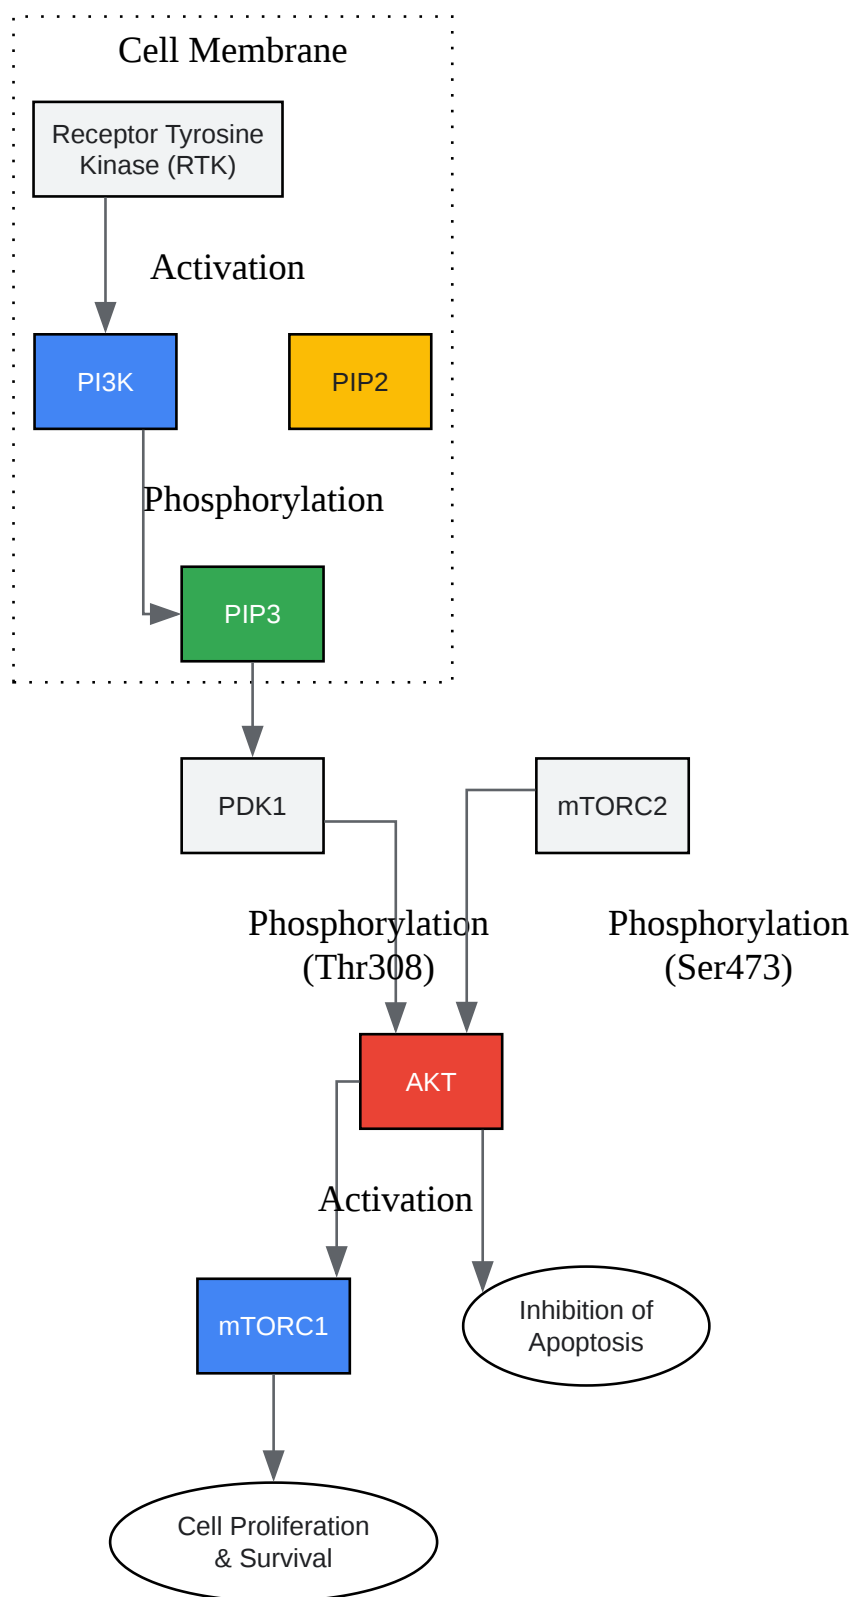 Cell Membrane
Receptor Tyrosine
Kinase (RTK)
Activation
PI3K
PIP2
Phosphorylation
PIP3
PDK1
mTORC2
Phosphorylation
(Thr308)
Phosphorylation
(Ser473)
AKT
Activation
mTORC1
Inhibition of
Apoptosis
Cell Proliferation
& Survival